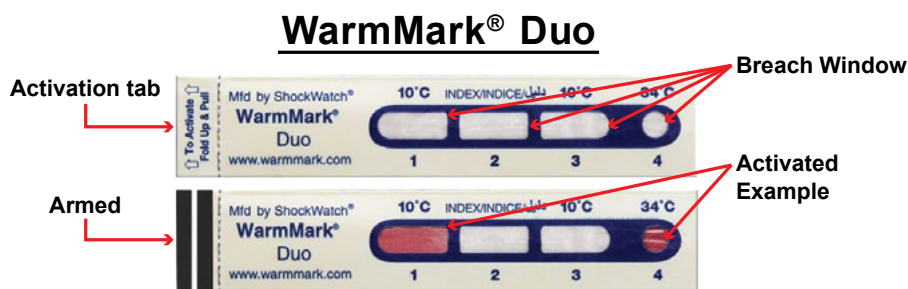 WarmMark® Duo
Activation tab
Breach Window
To Activate
Fold Up & Pull
Mfd by ShockWatch®
WarmMark®
Duo
www.warmmark.com
10°C INDEX/INDICE/دليل 10°C 34°C
1 2 3 4
Armed
Activated
Example
Mfd by ShockWatch®
WarmMark®
Duo
www.warmmark.com
10°C INDEX/INDICE/دليل 10°C 34°C
1 2 3 4